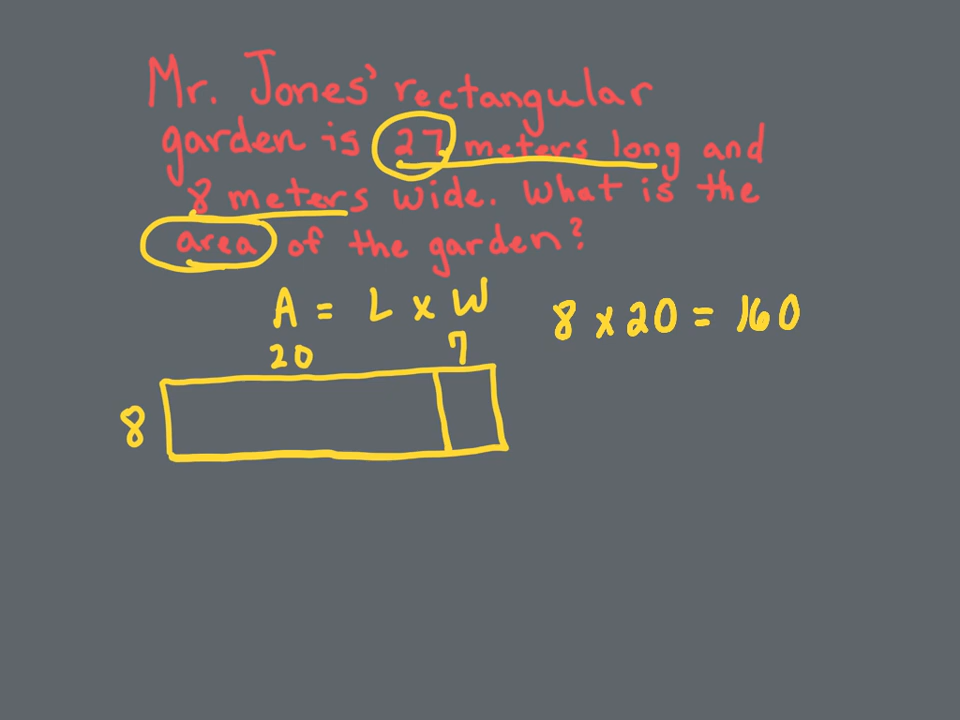 Mr. Jones' rectangular
garden is 27 meters long and
8 meters wide. What is the
area of the garden?
A = L x W
8 x 20 = 160
20 7
8